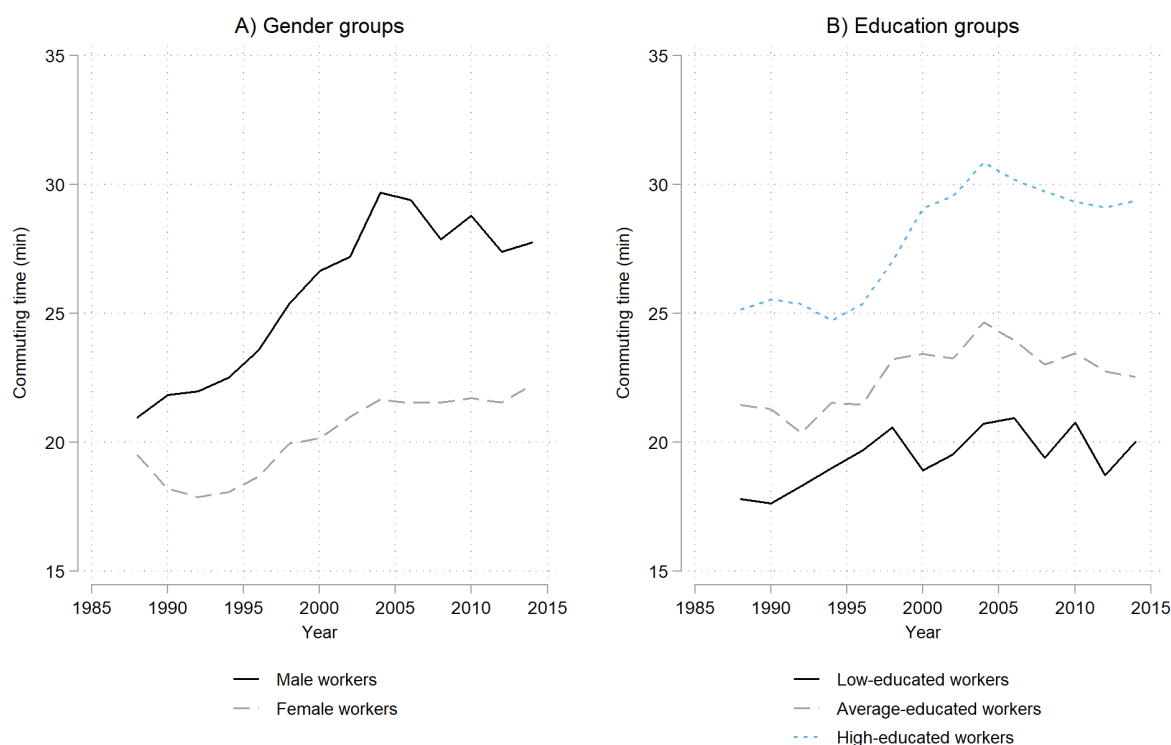 A) Gender groups
35
30
25
20
15
Commuting time (min)
1985 1990 1995 2000 2005 2010 2015
Year
Male workers
Female workers
B) Education groups
35
30
25
20
15
Commuting time (min)
1985 1990 1995 2000 2005 2010 2015
Year
Low-educated workers
Average-educated workers
High-educated workers